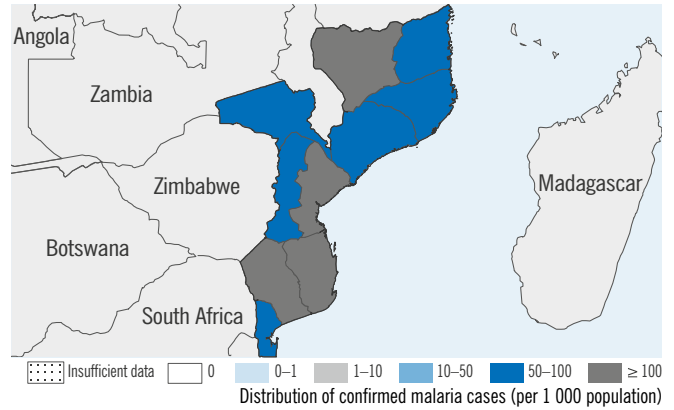 Angola
Zambia
Zimbabwe
Madagascar
Botswana
South Africa
Insufficient data 0 0–1 1–10 10–50 50–100 ≥ 100
Distribution of confirmed malaria cases (per 1 000 population)